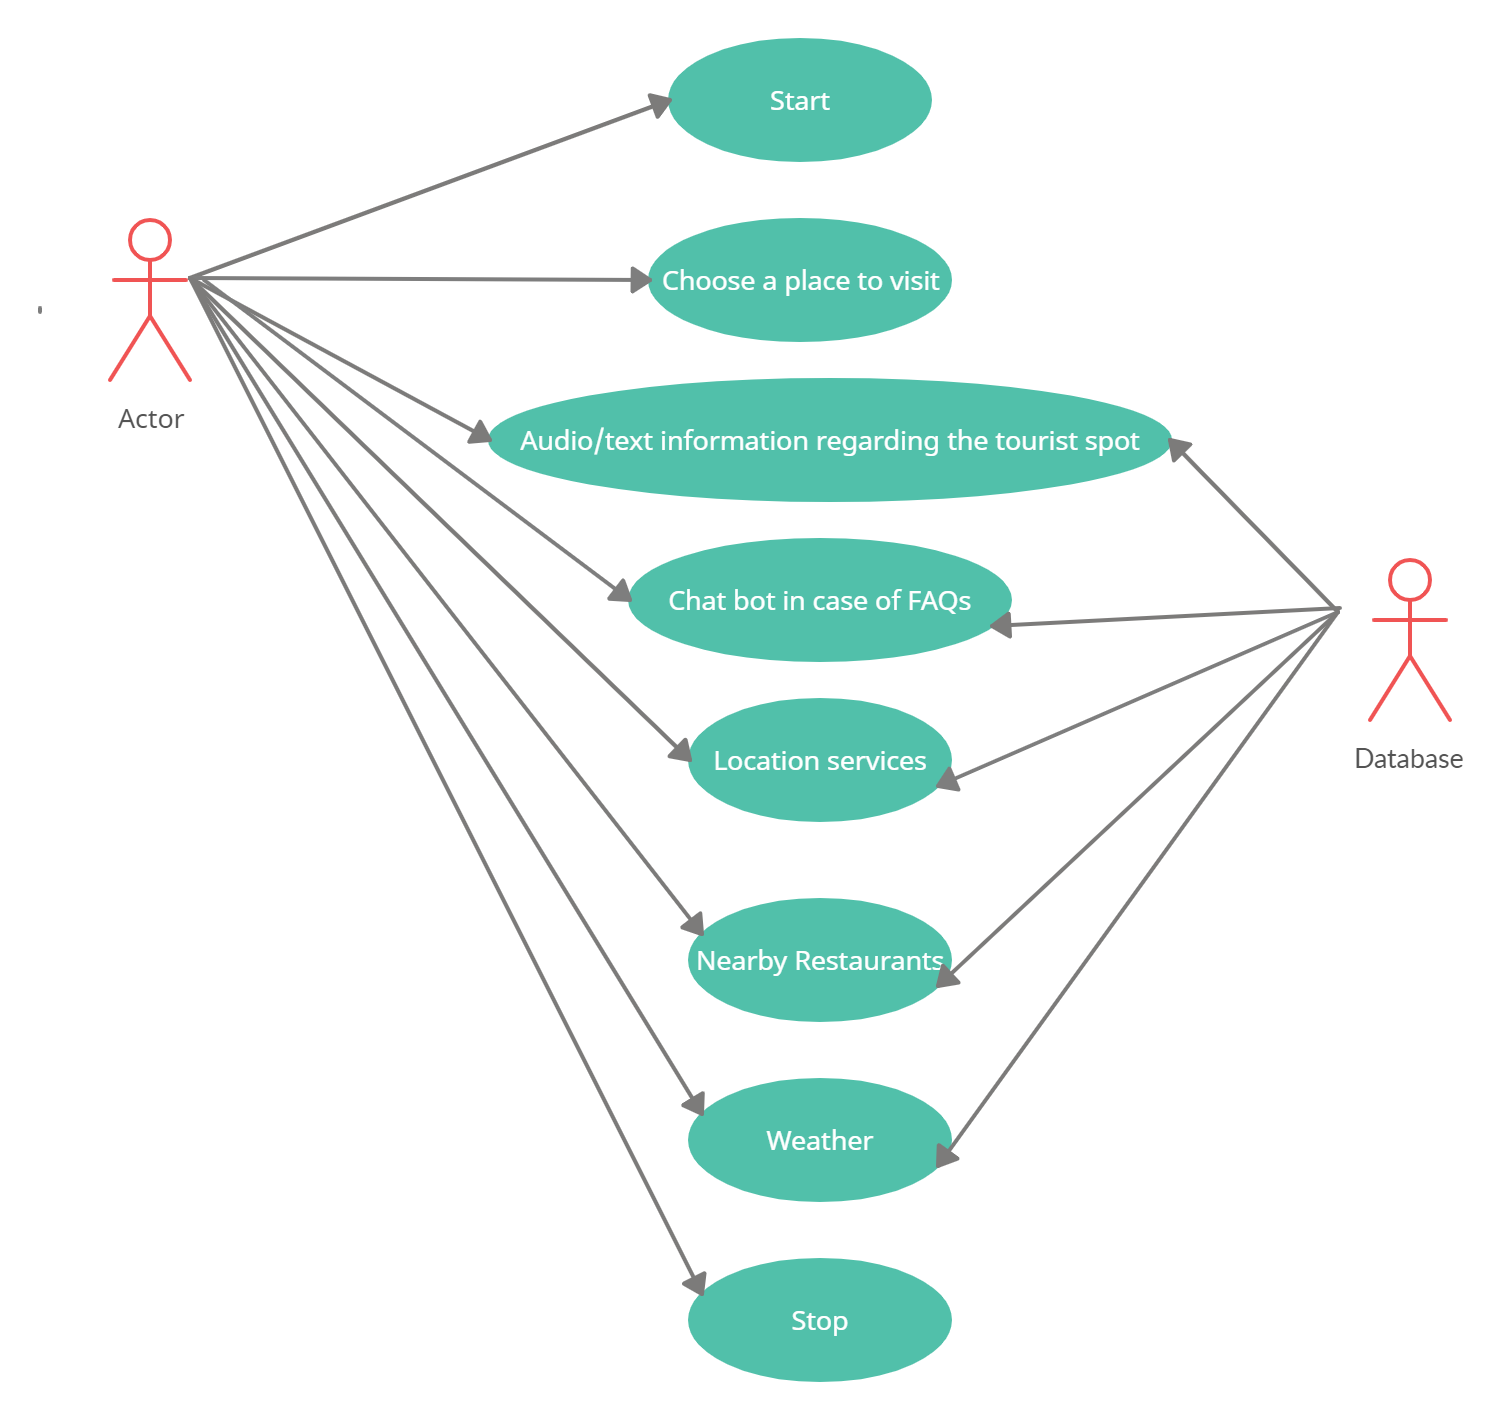 Start
Choose a place to visit
Actor
Audio/text information regarding the tourist spot
Chat bot in case of FAQs
Location services
Database
Nearby Restaurants
Weather
Stop